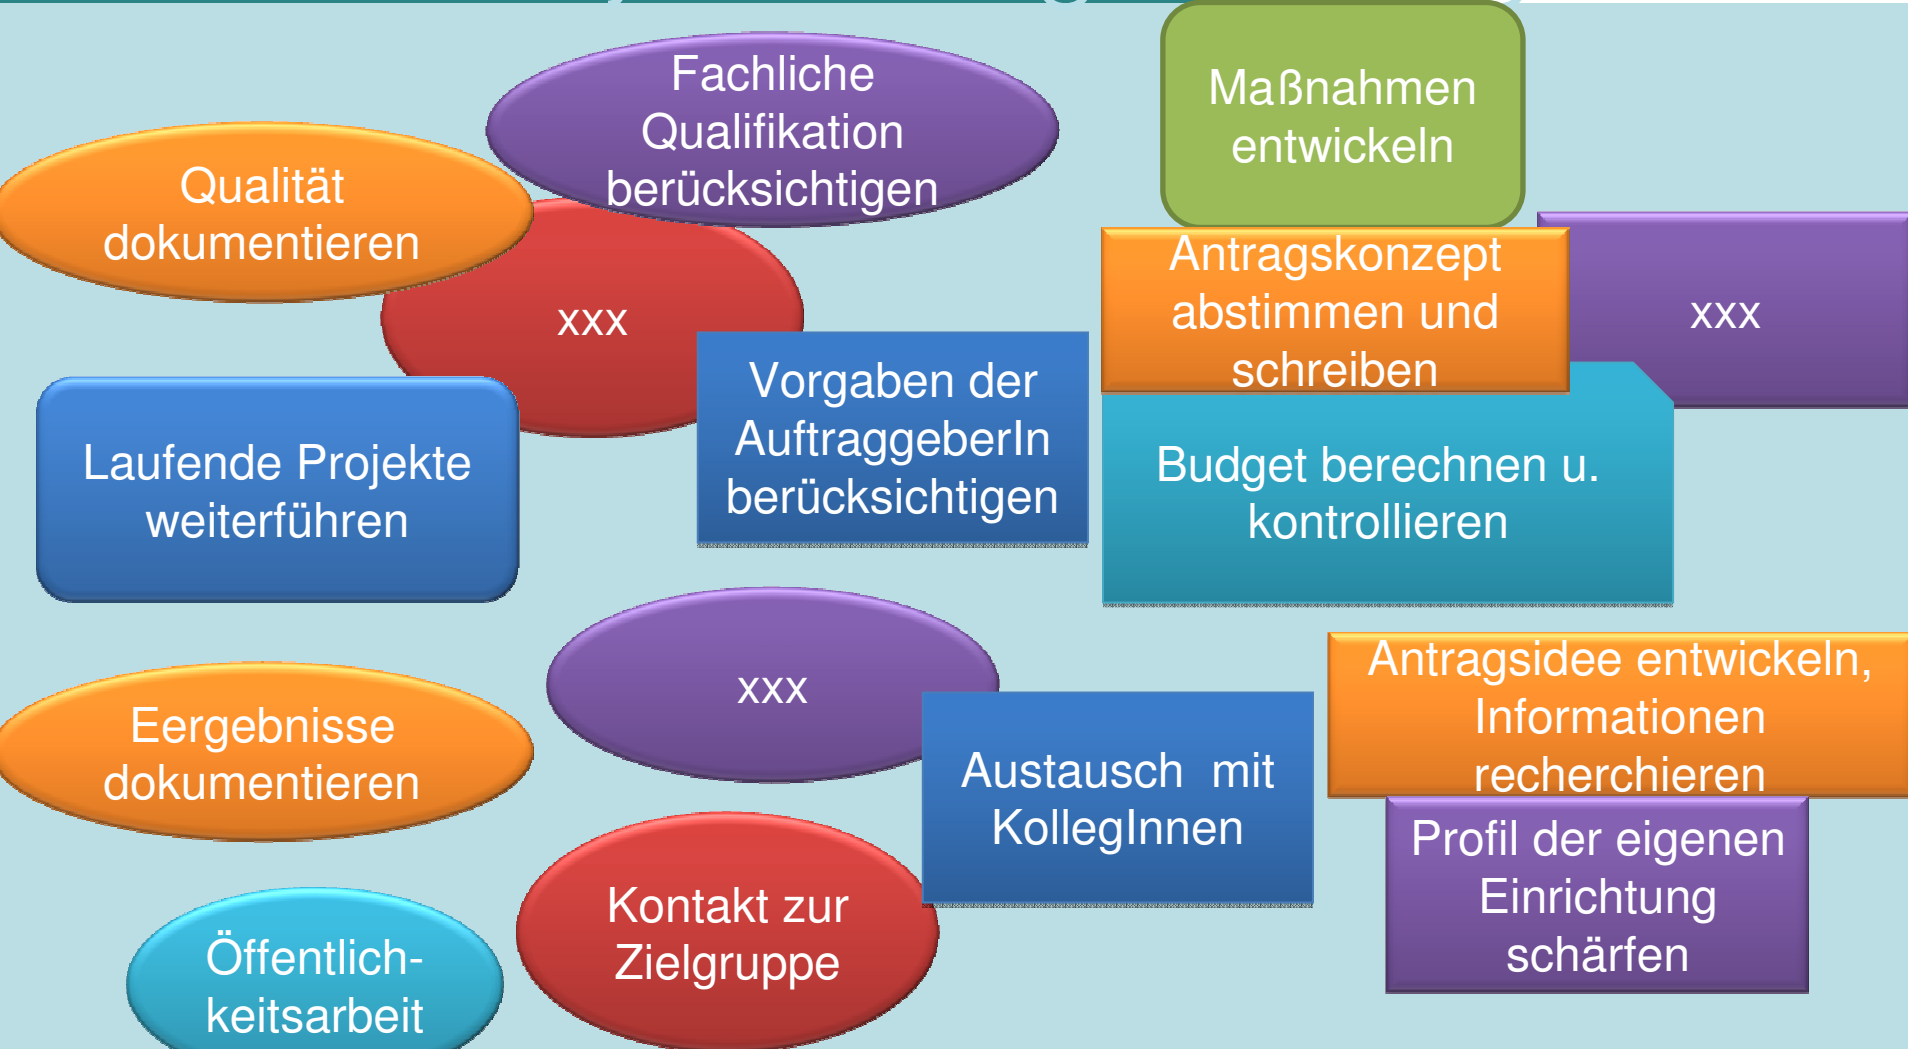 Fachliche
Qualifikation
berücksichtigen
Maßnahmen
entwickeln
Qualität
dokumentieren
xxx
Antragskonzept
abstimmen und
schreiben
xxx
Laufende Projekte
weiterführen
Vorgaben der
AuftraggeberIn
berücksichtigen
Budget berechnen u.
kontrollieren
xxx
Eergebnisse
dokumentieren
Austausch  mit
KollegInnen
Antragsidee entwickeln,
Informationen
recherchieren
Profil der eigenen
Einrichtung
schärfen
Kontakt zur
Zielgruppe
Öffentlich-
keitsarbeit